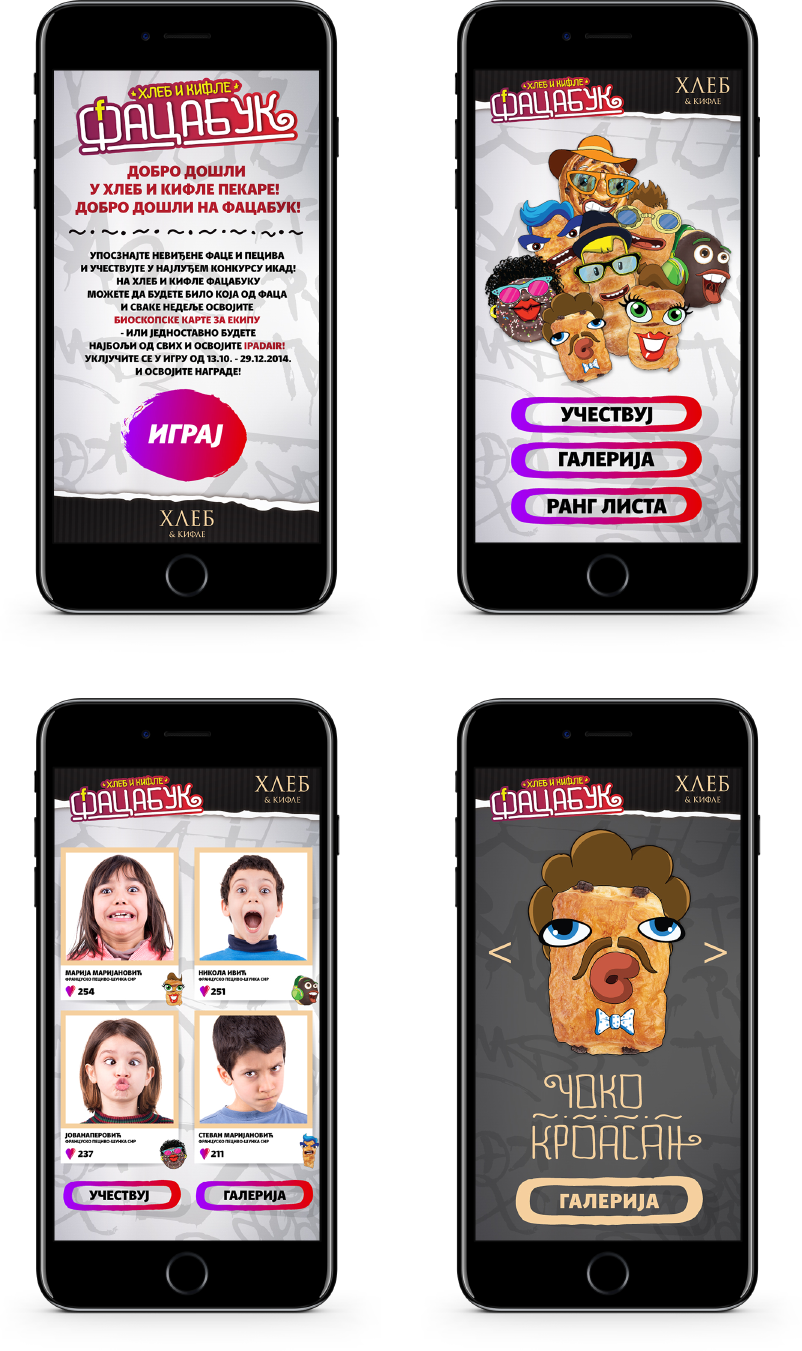 ХЛЕБ И КИФЛЕ
ФАЦАБУК
ДОБРО ДОШЛИ
У ХЛЕБ И КИФЛЕ ПЕКАРЕ!
ДОБРО ДОШЛИ НА ФАЦАБУК!
УПОСЗНАЈТЕ НЕВИЂЕНЕ ФАЦЕ И ПЕЦИВА
И УЧЕСТВУЈТЕ У НАЈЛУЂЕМ КОНКУРСУ ИКАД!
НА ХЛЕБ И КИФЛЕ ФАЦАБУКУ
МОЖЕТЕ ДА БУДЕТЕ БИЛО КОЈА ОД ФАЦА
И СВАКЕ НЕДЕЉЕ ОСВОЈИТЕ
БИОСКОПСКЕ КАРТЕ ЗА ЕКИПУ
- ИЛИ ЈЕДНОСТАВНО БУДЕТЕ
НАЈБОЉИ ОД СВИХ И ОСВОЈИТЕ IPADAIR!
УКЛЈУЧИТЕ СЕ У ИГРУ ОД 13.10. - 29.12.2014.
И ОСВОЈИТЕ НАГРАДЕ!
ИГРАЈ
ХЛЕБ
& КИФЛЕ
ХЛЕБ И КИФЛЕ
ФАЦАБУК
ХЛЕБ
& КИФЛЕ
УЧЕСТВУЈ
ГАЛЕРИЈА
РАНГ ЛИСТА
ХЛЕБ И КИФЛЕ
ФАЦАБУК
ХЛЕБ
& КИФЛЕ
МАРИЈА МАРИЈАНОВИЋ
ФРАНЦУСКО ПЕЦИВО-ШУНКА СИР
254
НИКОЛА ИВИЋ
ФРАНЦУСКО ПЕЦИВО-ШУНКА СИР
251
ЈОВАНАПЕРОВИЋ
ФРАНЦУСКО ПЕЦИВО-ШУНКА СИР
237
СТЕВАН МАРИЈАНОВИЋ
ФРАНЦУСКО ПЕЦИВО-ШУНКА СИР
211
УЧЕСТВУЈ
ГАЛЕРИЈА
ХЛЕБ И КИФЛЕ
ФАЦАБУК
ХЛЕБ
& КИФЛЕ
< >
ЧОКО
КРОАСАН
ГАЛЕРИЈА